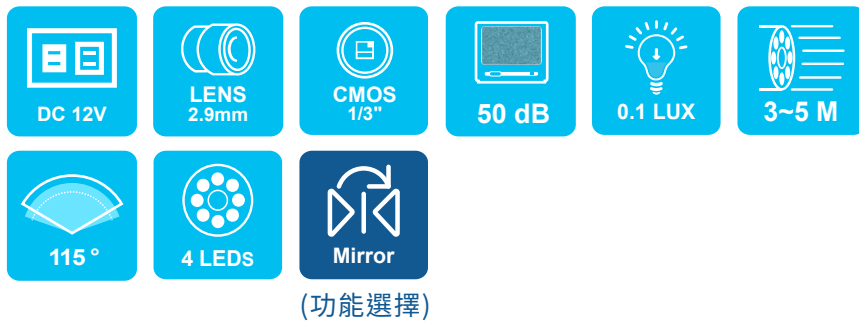 DC 12V
LENS
2.9mm
CMOS
1/3"
50 dB
0.1 LUX
3~5 M
115 °
4 LEDs
Mirror
(功能選擇)